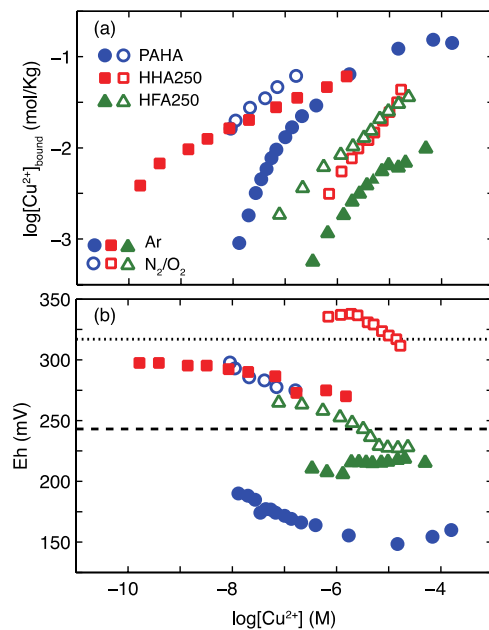 (a)
PAHA
HHA250
HFA250
Ar
N₂/O₂
log[Cu²⁺]bound (mol/Kg)
−1
−2
−3
(b)
Eh (mV)
350
300
250
200
150
−10 −8 −6 −4
log[Cu²⁺] (M)